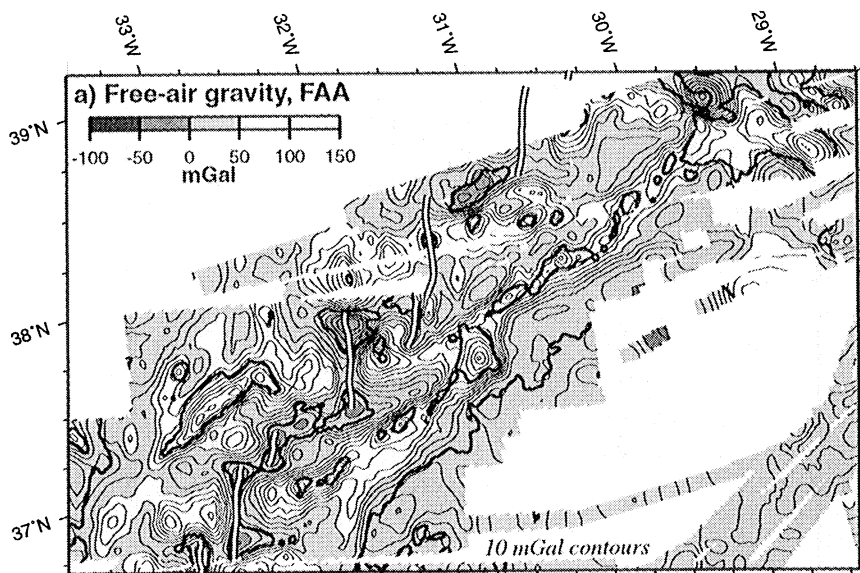 33°W 32°W 31°W 30°W 29°W
a) Free-air gravity, FAA
-100 -50 0 50 100 150
mGal
39°N
38°N
37°N
10 mGal contours